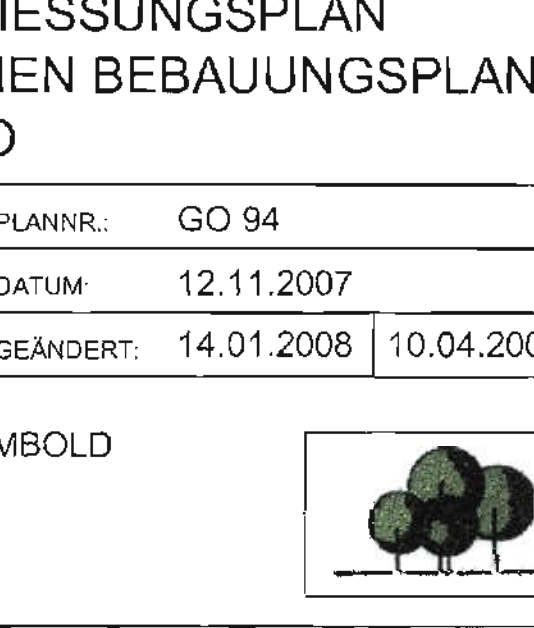 IESSUNGSPLAN
IEN BEBAUUNGSPLAN
O
PLANNR.: GO 94
DATUM: 12.11.2007
GEÄNDERT: 14.01.2008 10.04.200
MBOLD